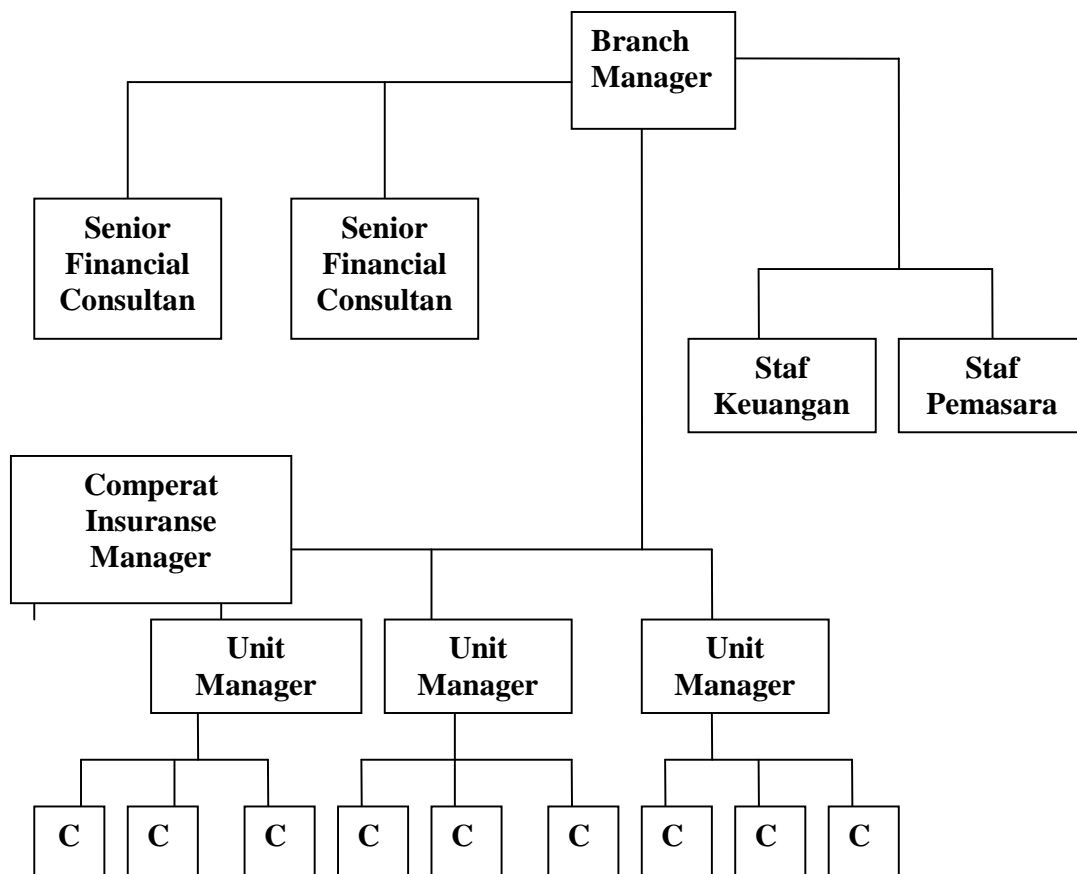 Branch
Manager
Senior
Financial
Consultan
Senior
Financial
Consultan
Staf
Keuangan
Staf
Pemasara
Comperat
Insuranse
Manager
Unit
Manager
Unit
Manager
Unit
Manager
C
C
C
C
C
C
C
C
C